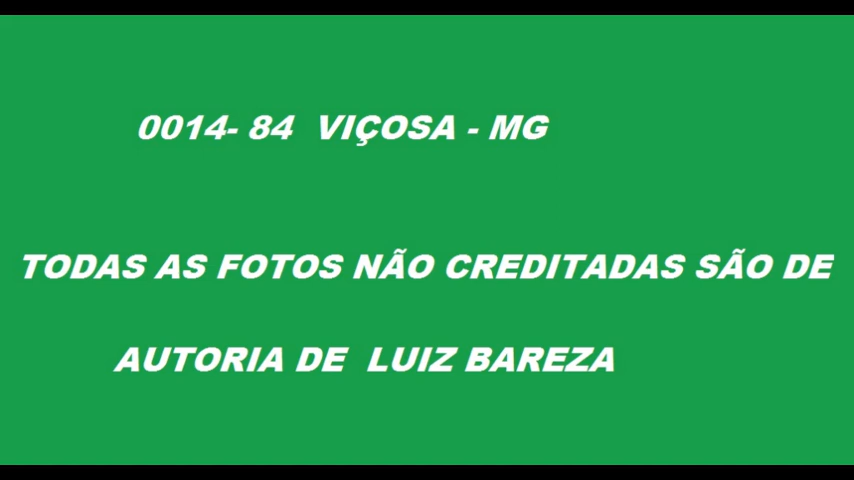 0014- 84 VIÇOSA - MG
TODAS AS FOTOS NÃO CREDITADAS SÃO DE
AUTORIA DE LUIZ BAREZA